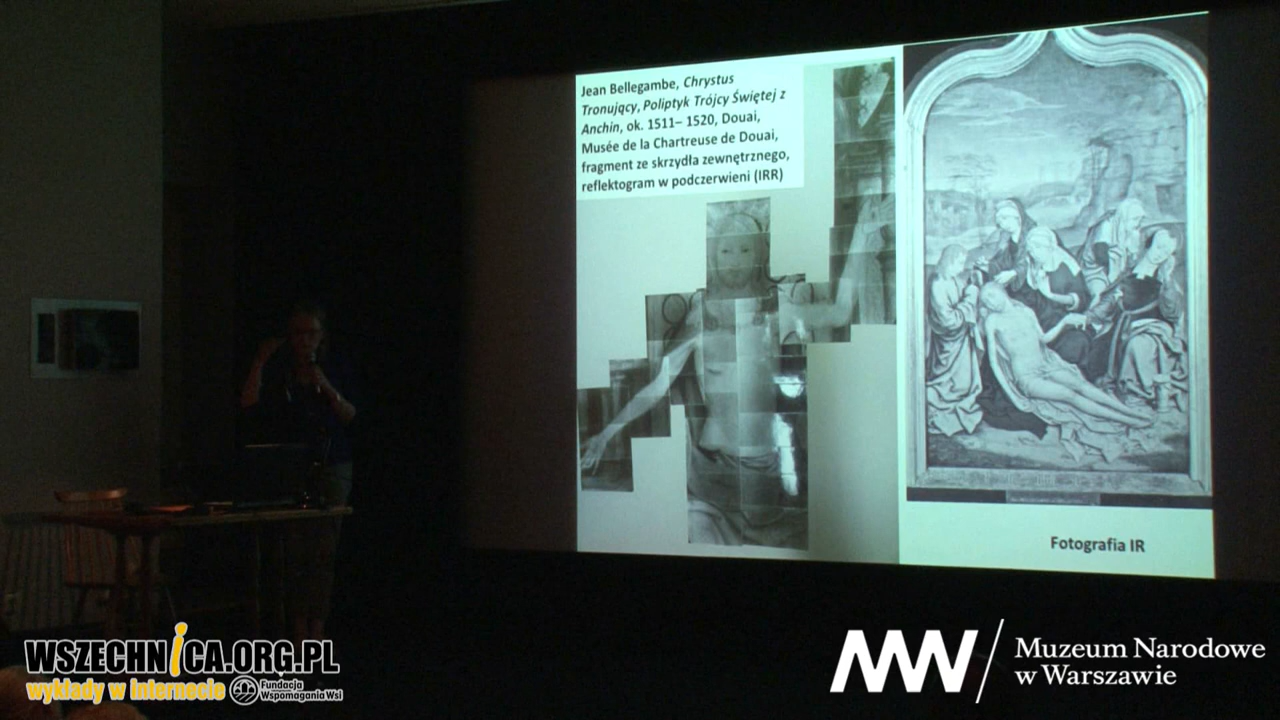 Jean Bellegambe, Chrystus
Tronujący, Poliptyk Trójcy Świętej z
Anchin, ok. 1511– 1520, Douai,
Musée de la Chartreuse de Douai,
fragment ze skrzydła zewnętrznego,
reflektogram w podczerwieni (IRR)
Fotografia IR
WSZECHNICA.ORG.PL
wykłady w internecie
Fundacja
Wspomagania Wsi
MNW
Muzeum Narodowe
w Warszawie